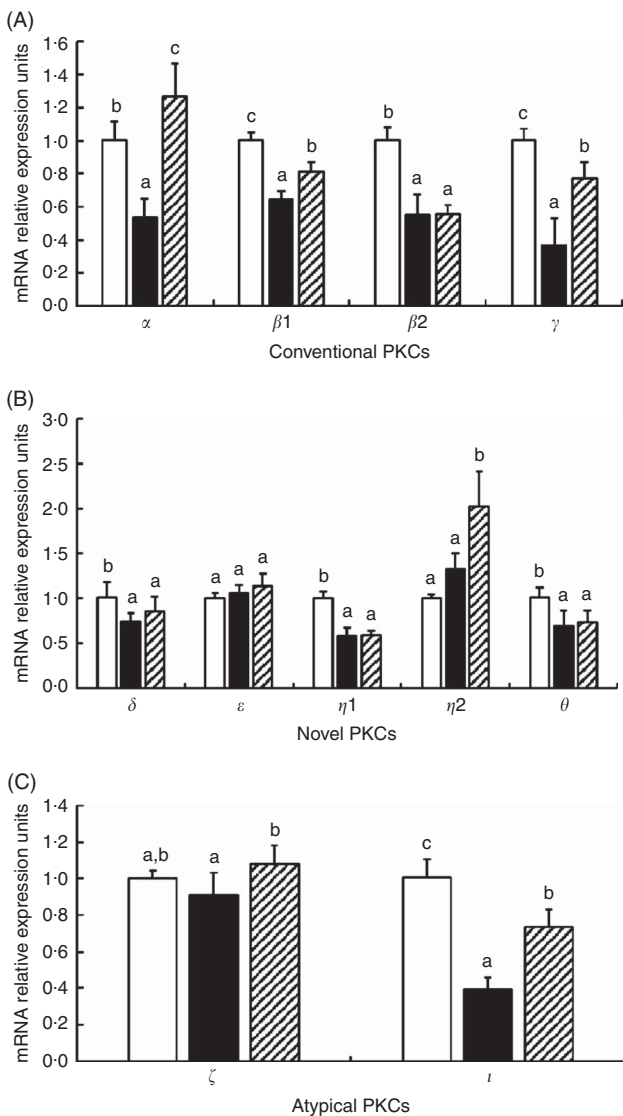 (A)
mRNA relative expression units
1·6
1·4
1·2
1·0
0·8
0·6
0·4
0·2
0·0
b a c
c a b
b a a
c a b
α β1 β2 γ
Conventional PKCs
(B)
mRNA relative expression units
3·0
2·5
2·0
1·5
1·0
0·5
0·0
b a a
a a a
b a a
a a b
b a a
δ ε η1 η2 θ
Novel PKCs
(C)
mRNA relative expression units
1·4
1·2
1·0
0·8
0·6
0·4
0·2
0·0
a,b a b
c a b
ζ ι
Atypical PKCs